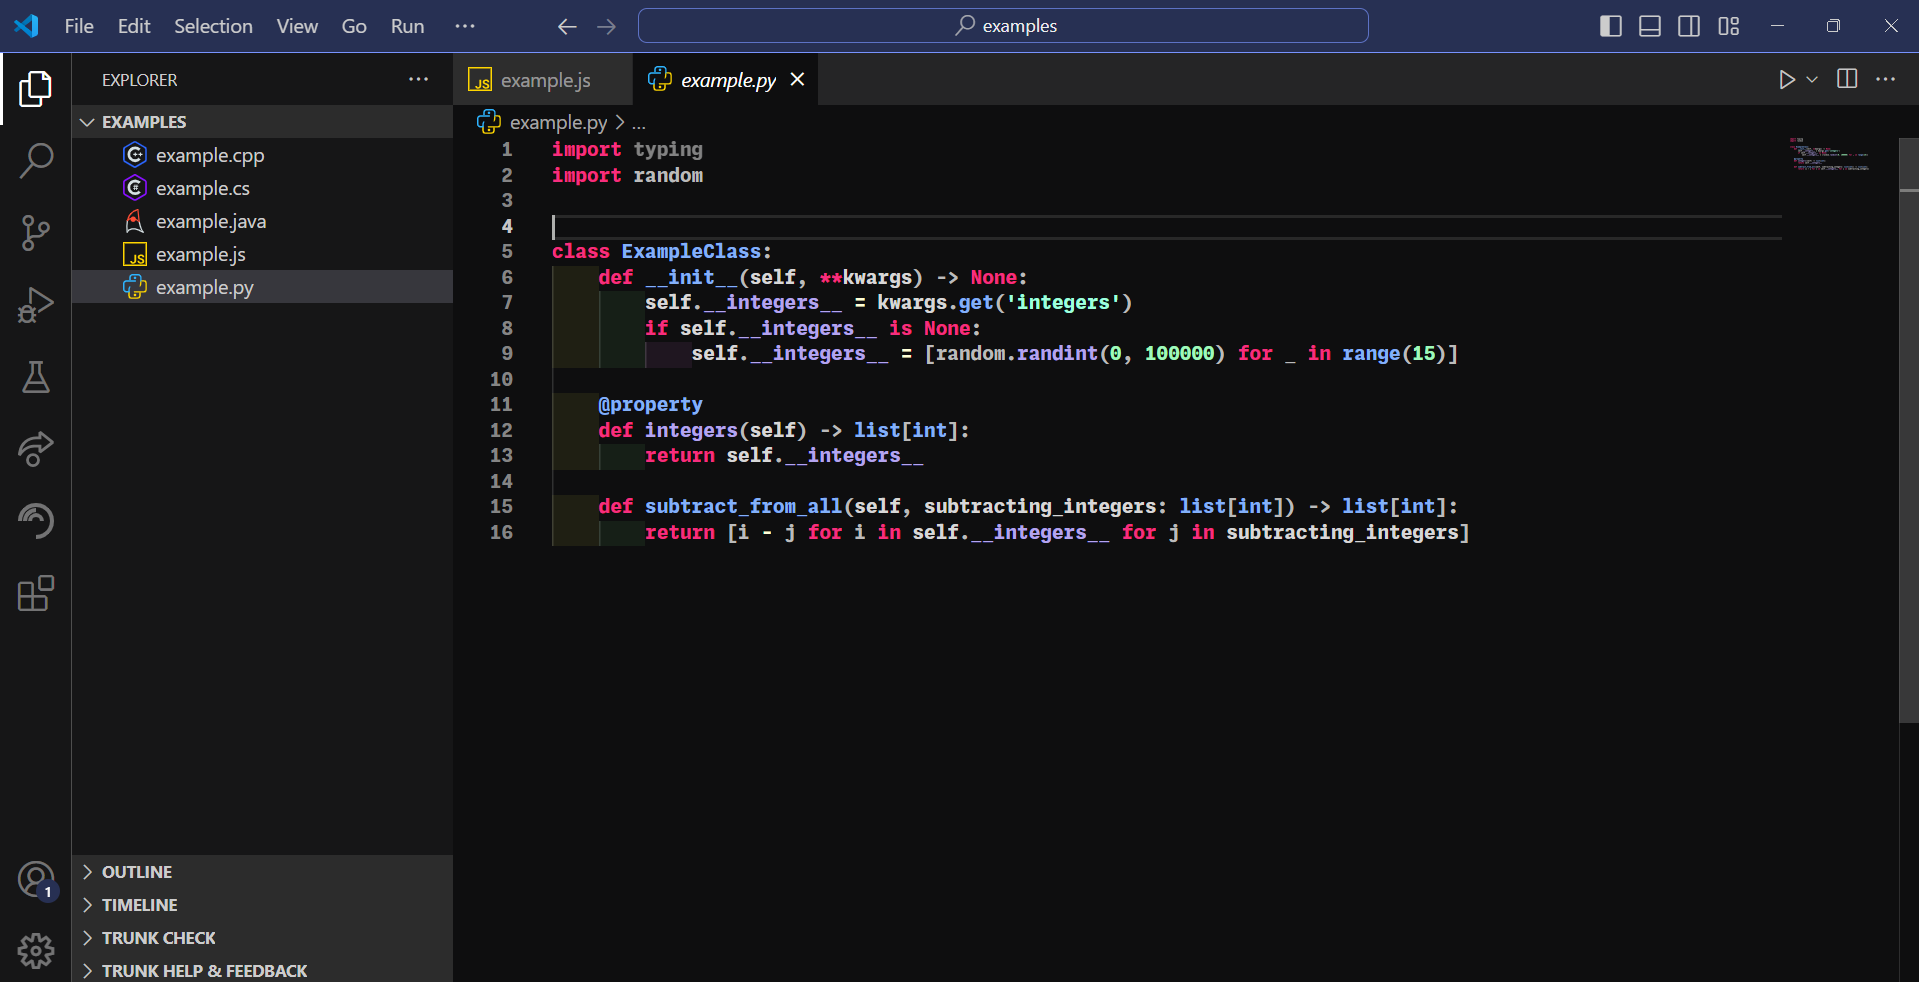 File Edit Selection View Go Run ··· examples
EXPLORER ···
EXAMPLES
example.cpp
example.cs
example.java
JS example.js
example.py
OUTLINE
TIMELINE
TRUNK CHECK
TRUNK HELP & FEEDBACK
1
JS example.js example.py
example.py > ...
1 import typing
2 import random
3
4
5 class ExampleClass:
6     def __init__(self, **kwargs) -> None:
7         self.__integers__ = kwargs.get('integers')
8         if self.__integers__ is None:
9             self.__integers__ = [random.randint(0, 100000) for _ in range(15)]
10
11     @property
12     def integers(self) -> list[int]:
13         return self.__integers__
14
15     def subtract_from_all(self, subtracting_integers: list[int]) -> list[int]:
16         return [i - j for i in self.__integers__ for j in subtracting_integers]